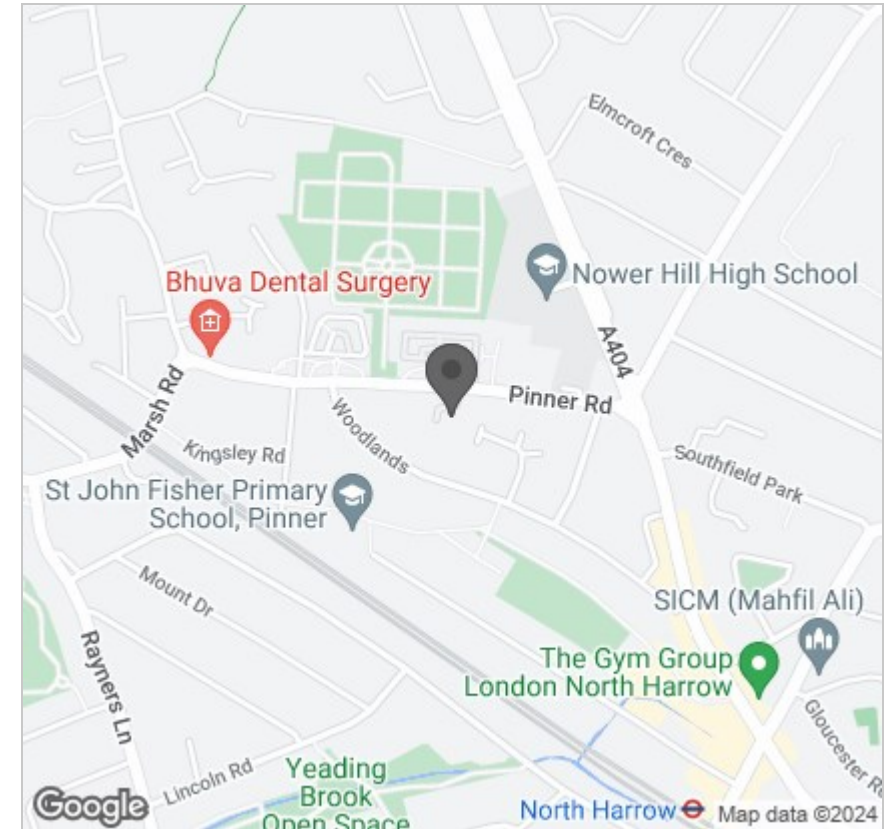 Elmcroft Cres
Nower Hill High School
Bhuva Dental Surgery
A404
Marsh Rd
Pinner Rd
Woodlands
Kingsley Rd
Southfield Park
St John Fisher Primary
School, Pinner
Mount Dr
SICM (Mahfil Ali)
Rayners Ln
The Gym Group
London North Harrow
Lincoln Rd
Yeading
Brook
Open Space
Gloucester
North Harrow
Google
Map data ©2024